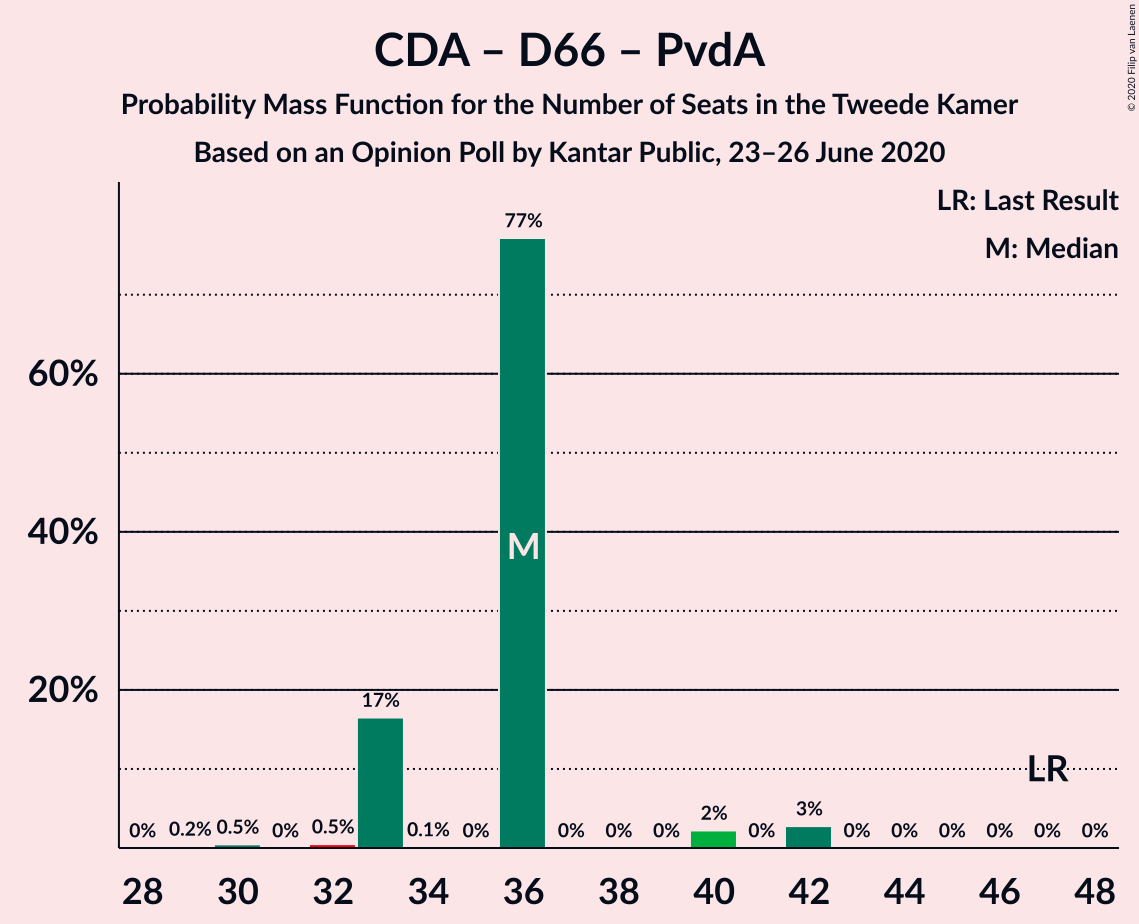 CDA – D66 – PvdA
Probability Mass Function for the Number of Seats in the Tweede Kamer
Based on an Opinion Poll by Kantar Public, 23–26 June 2020
© 2020 Filip van Laenen
LR: Last Result
M: Median
60%
40%
20%
0% 0.2% 0.5% 0% 0.5% 17% 0.1% 0% 77% 0% 0% 0% 2% 0% 3% 0% 0% 0% 0% 0% 0%
M
LR
28 30 32 34 36 38 40 42 44 46 48